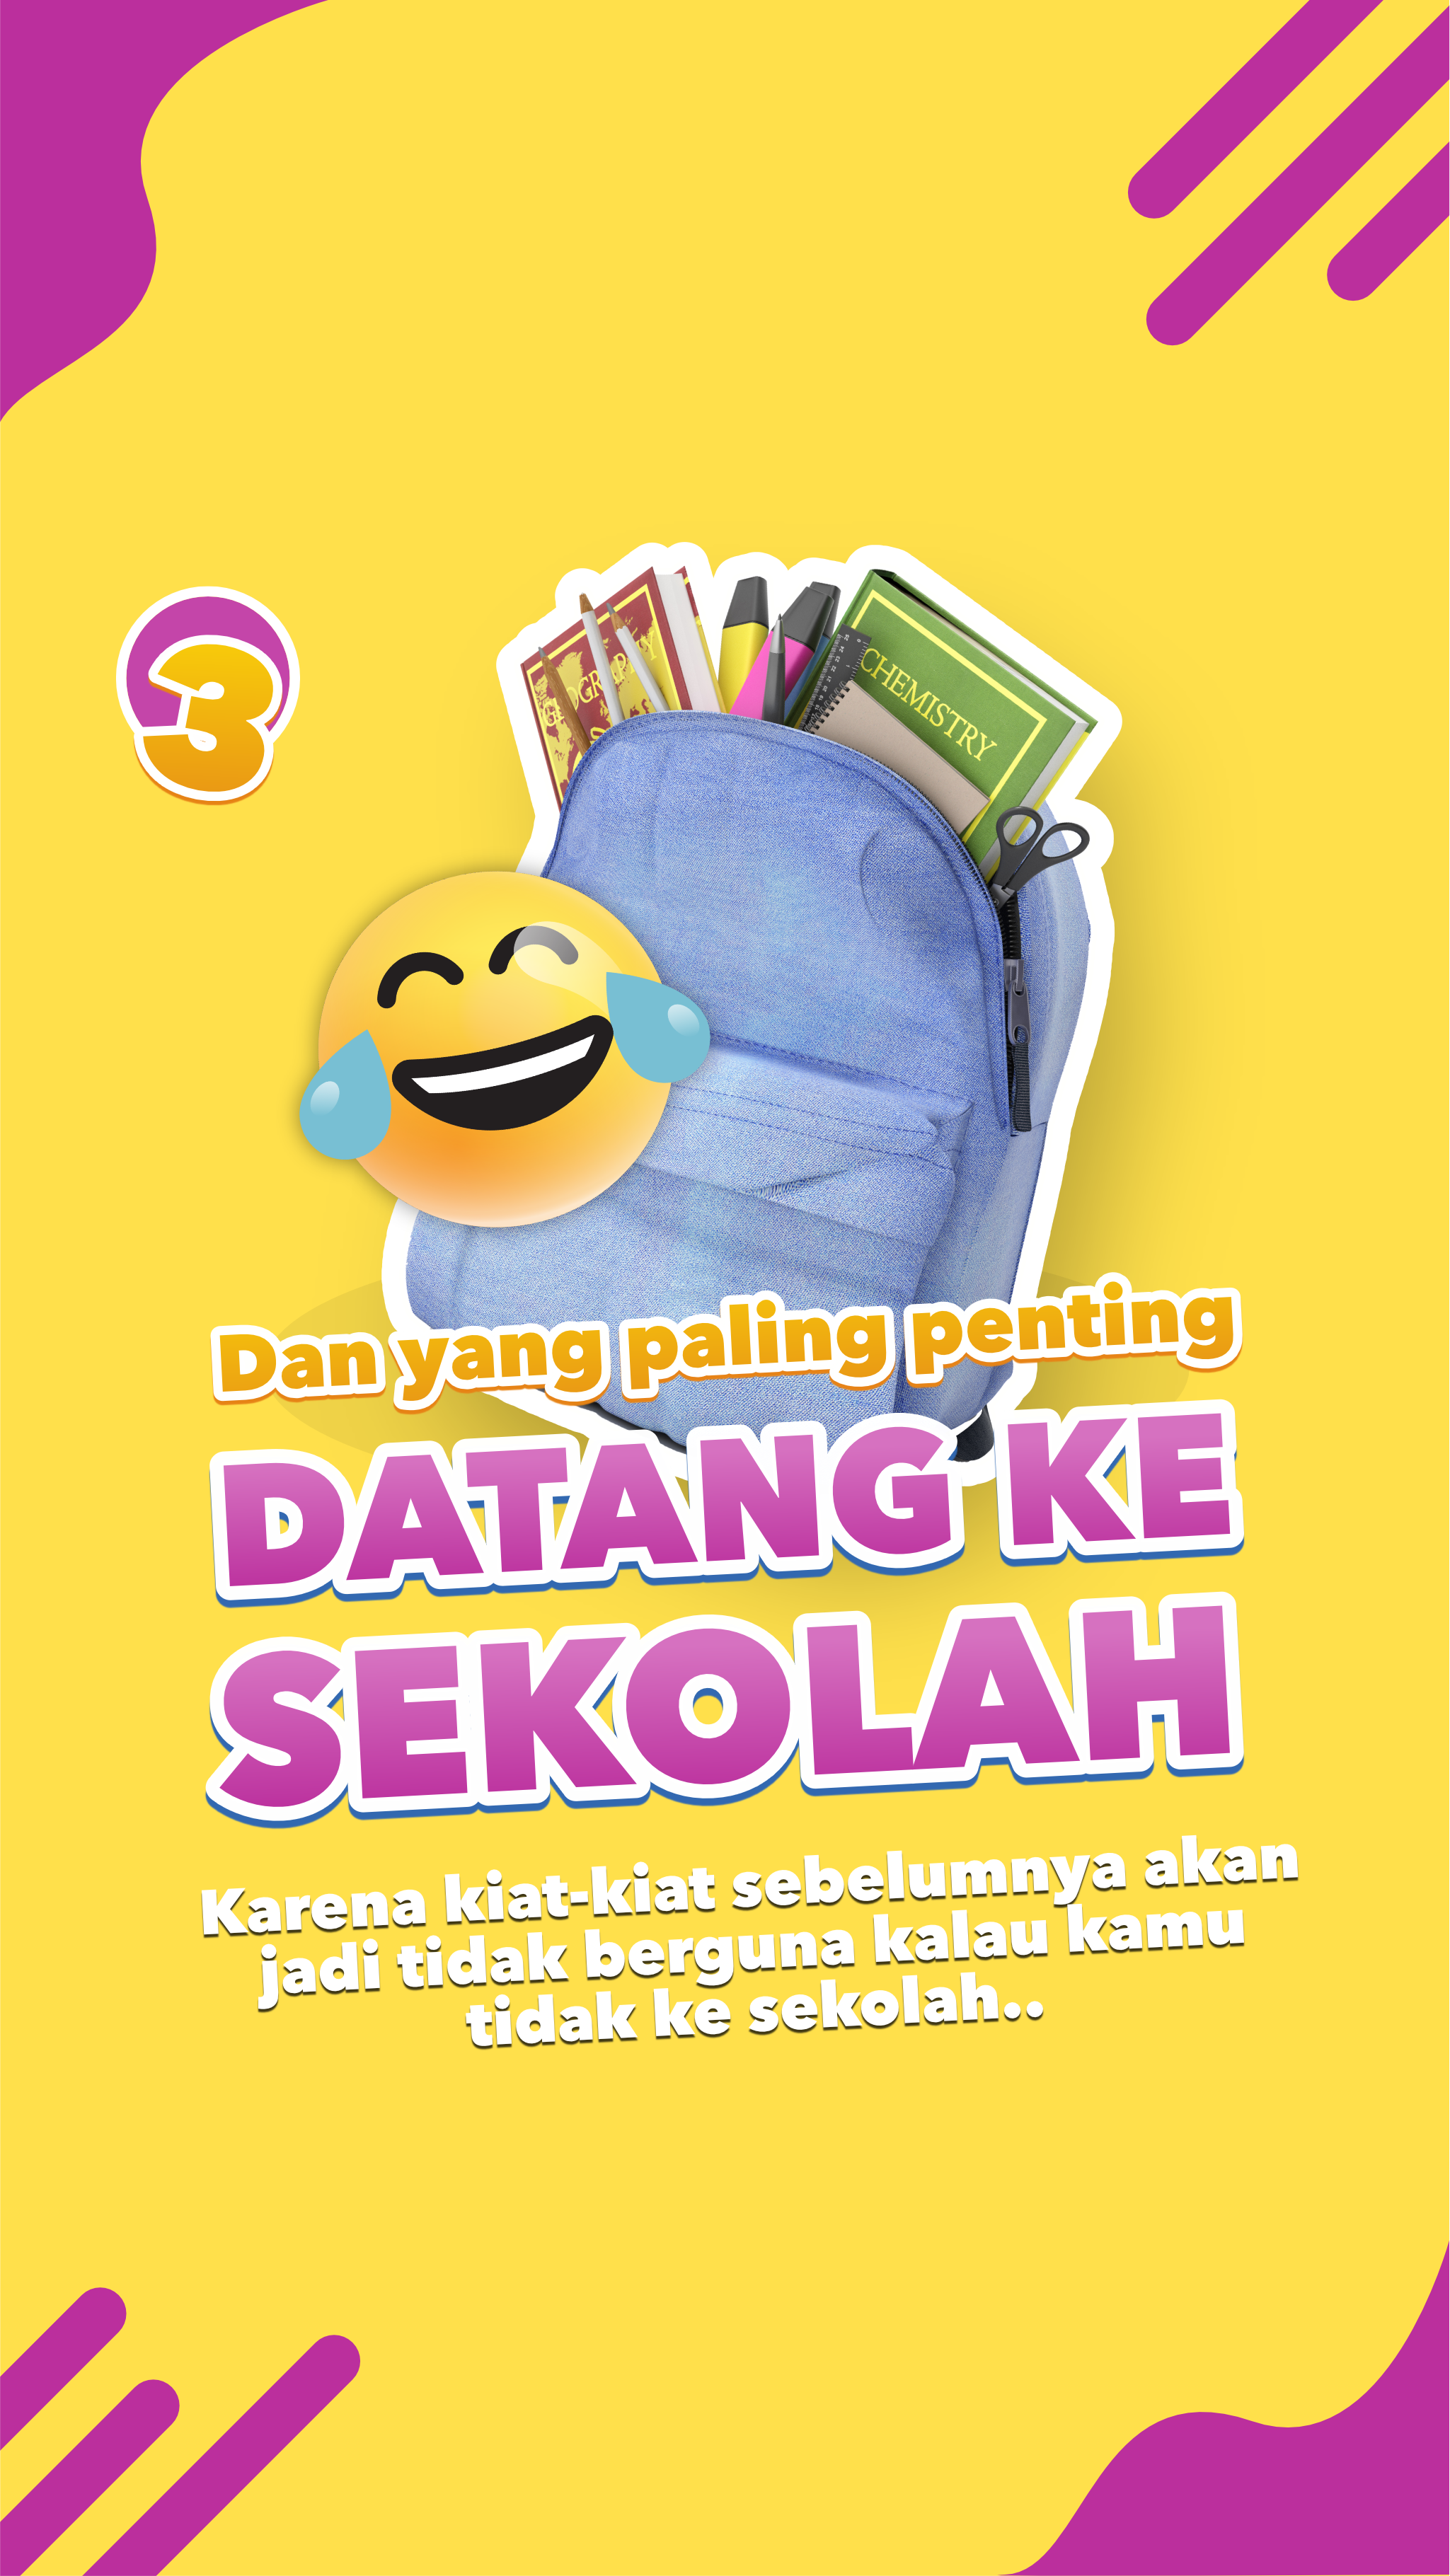 3
GEOGRAPHY
CHEMISTRY
Dan yang paling penting
DATANG KE
SEKOLAH
Karena kiat-kiat sebelumnya akan
jadi tidak berguna kalau kamu
tidak ke sekolah..